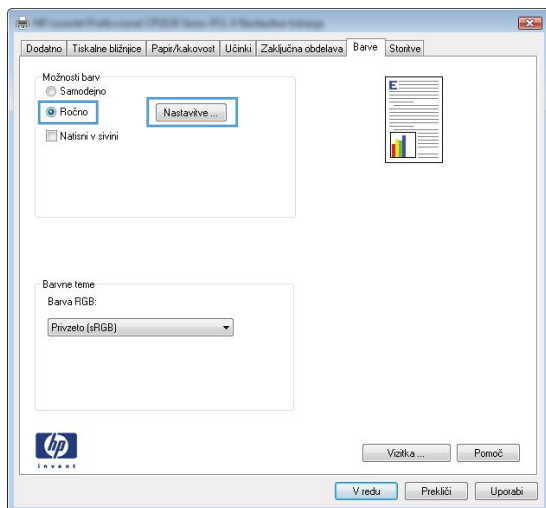 Dodatno Tiskalne bližnjice Papir/kakovost Učinki Zaključna obdelava Barve Storitve
Možnosti barv
Samodejno
Ročno Nastavitve ...
Natisni v sivini
E
Barvne teme
Barva RGB:
Privzeto (sRGB)
hp
invent
Vizitka ... Pomoč
V redu Prekliči Uporabi